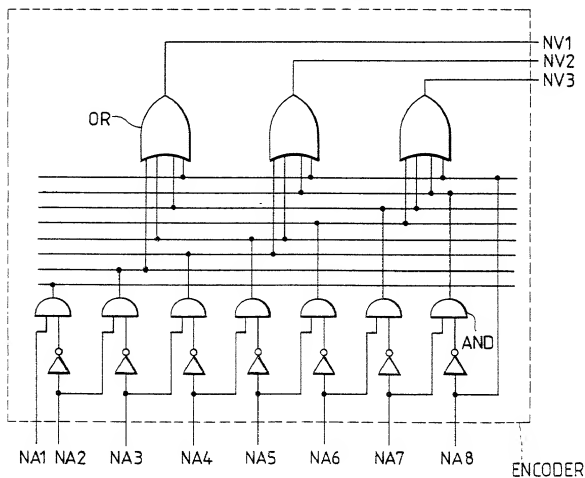 NV1
NV2
NV3
OR
AND
NA1 NA2 NA3 NA4 NA5 NA6 NA7 NA8
ENCODER